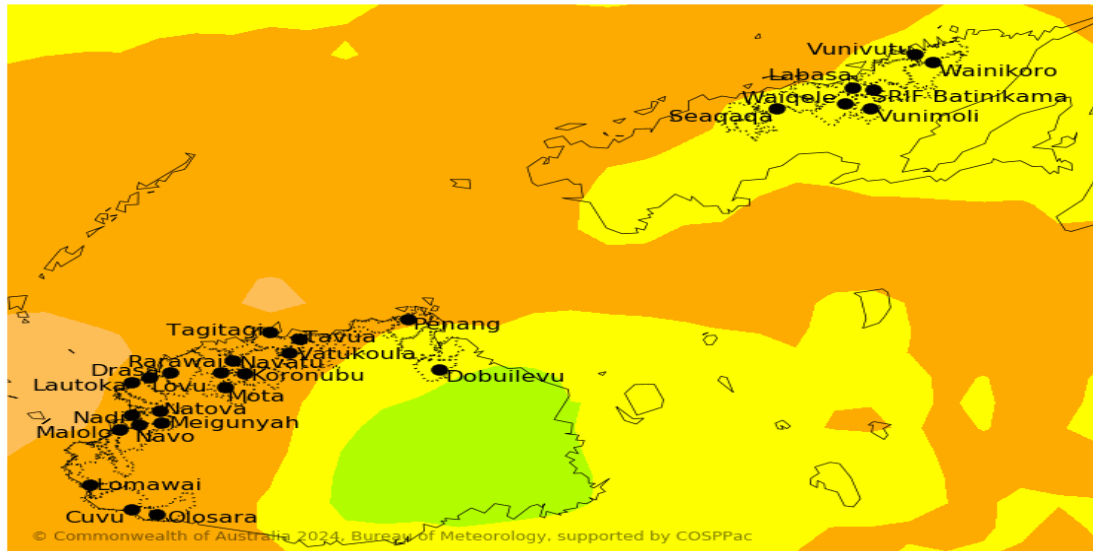 Vunivutu
Wainikoro
Labasa
SRIF Batinikama
Waiqele
Seaqaqa
Vunimoli
Penang
Tagitagi
Tavua
Vatukoula
Rarawai
Navatu
Drasa
Koronubu
Dobuilevu
Lautoka
Lovu
Mota
Natova
Nadi
Meigunyah
Malolo
Navo
Lomawai
Cuvu
Olosara
© Commonwealth of Australia 2024, Bureau of Meteorology, supported by COSPPac